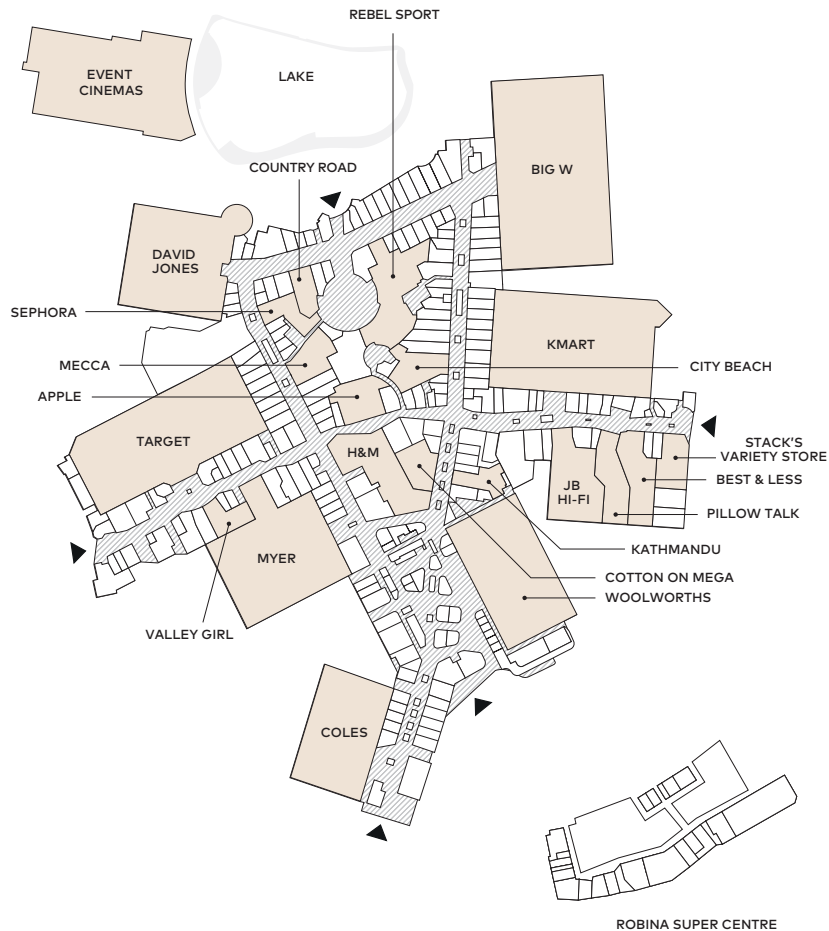 REBEL SPORT
EVENT
CINEMAS
LAKE
COUNTRY ROAD
BIG W
DAVID
JONES
SEPHORA
KMART
MECCA
CITY BEACH
APPLE
TARGET
H&M
STACK'S
VARIETY STORE
BEST & LESS
JB
HI-FI
PILLOW TALK
KATHMANDU
MYER
COTTON ON MEGA
WOOLWORTHS
VALLEY GIRL
COLES
ROBINA SUPER CENTRE